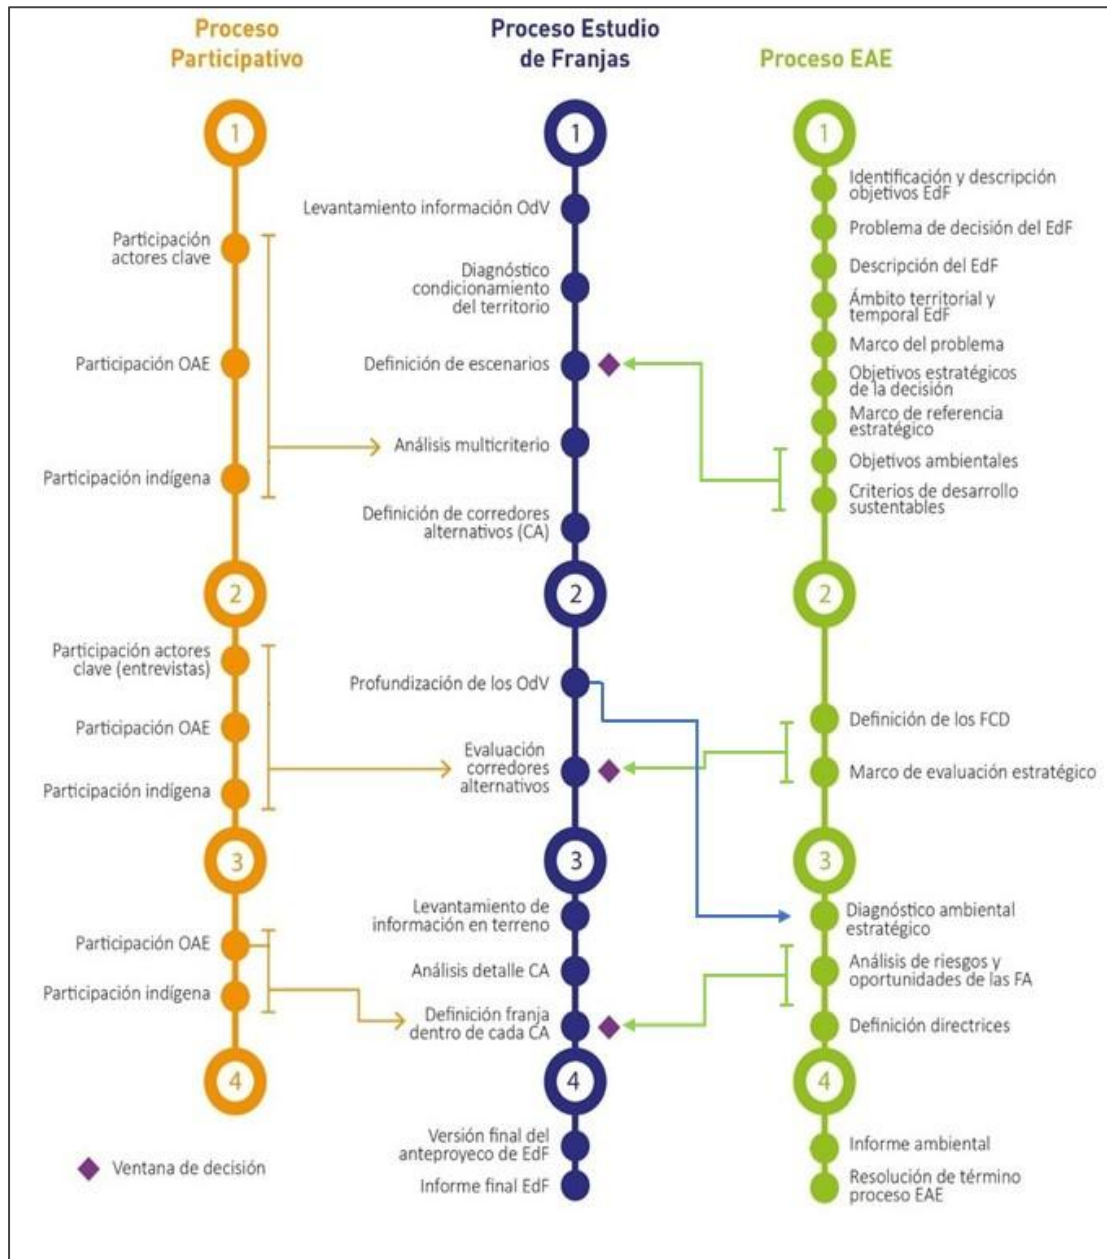 Proceso
Participativo
1
Participación
actores clave
Participación OAE
Participación indígena
2
Participación actores
clave (entrevistas)
Participación OAE
Participación indígena
3
Participación OAE
Participación indígena
4
Ventana de decisión
Proceso Estudio
de Franjas
1
Levantamiento información OdV
Diagnóstico
condicionamiento
del territorio
Definición de escenarios
Análisis multicriterio
Definición de corredores
alternativos (CA)
2
Profundización de los OdV
Evaluación
corredores
alternativos
3
Levantamiento de
información en terreno
Análisis detalle CA
Definición franja
dentro de cada CA
4
Versión final del
anteproyeco de EdF
Informe final EdF
Proceso EAE
1
Identificación y descripción
objetivos EdF
Problema de decisión del EdF
Descripción del EdF
Ámbito territorial y
temporal EdF
Marco del problema
Objetivos estratégicos
de la decisión
Marco de referencia
estratégico
Objetivos ambientales
Criterios de desarrollo
sustentables
2
Definición de los FCD
Marco de evaluación estratégico
3
Diagnóstico ambiental
estratégico
Análisis de riesgos y
oportunidades de las FA
Definición directrices
4
Informe ambiental
Resolución de término
proceso EAE